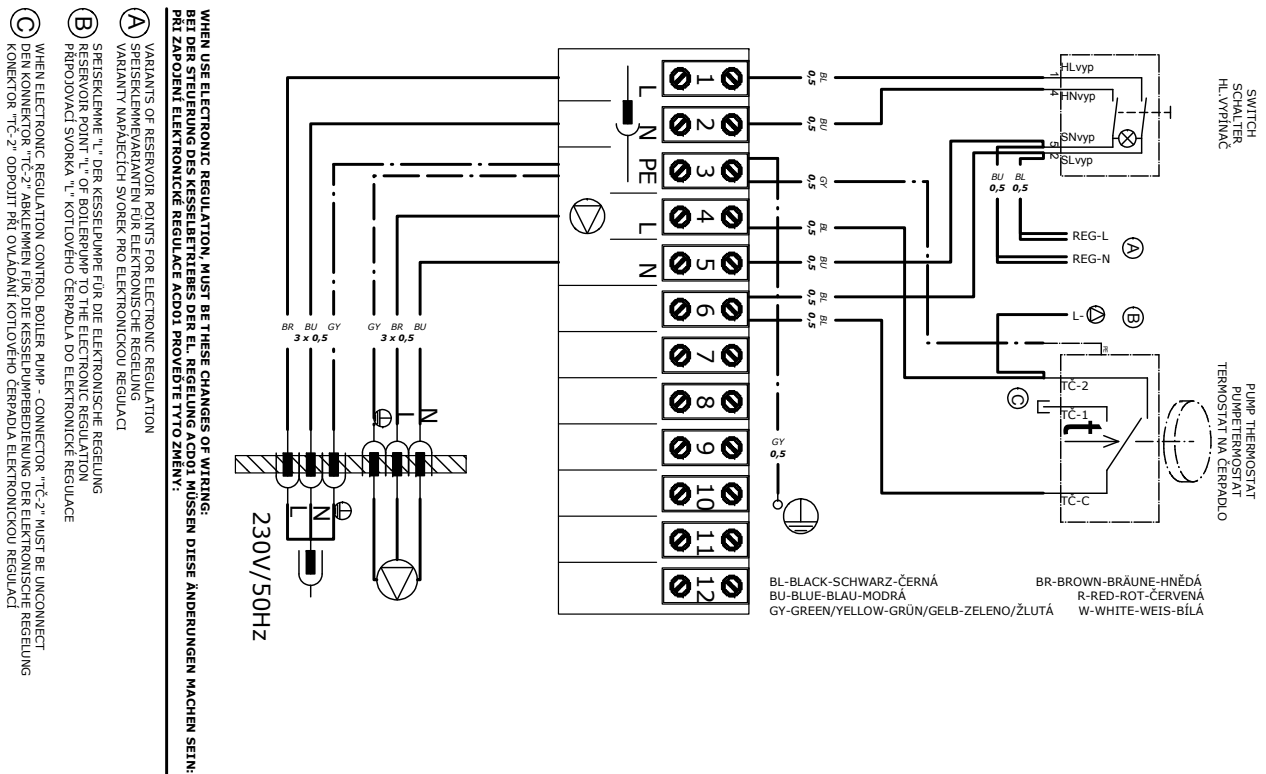 SWITCH
SCHALTER
HL.VYPÍNAČ
HLvyp
HNvyp
SNvyp
SLvyp
1
4
5
2
BU
0,5
BL
0,5
REG-L
REG-N
A
L-
B
PUMP THERMOSTAT
PUMPETERMOSTAT
TERMOSTAT NA ČERPADLO
PE
TČ-2
TČ-1
C
t
TČ-C
BL
0,5
BU
0,5
GY
0,5
BL
0,5
BU
0,5
BL
0,5
BL
0,5
GY
0,5
1
2
3
4
5
6
7
8
9
10
11
12
L
N
PE
L
N
BR BU GY
3 x 0,5
GY BR BU
3 x 0,5
L
N
L
N
230V/50Hz
BL-BLACK-SCHWARZ-ČERNÁ
BU-BLUE-BLAU-MODRÁ
GY-GREEN/YELLOW-GRÜN/GELB-ZELENO/ŽLUTÁ
BR-BROWN-BRÄUNE-HNĚDÁ
R-RED-ROT-ČERVENÁ
W-WHITE-WEIS-BÍLÁ
WHEN USE ELECTRONIC REGULATION, MUST BE THESE CHANGES OF WIRING:
BEI DER STEUERUNG DES KESSELBETRIEBES DER EL. REGELUNG ACD01 MÜSSEN DIESE ÄNDERUNGEN MACHEN SEIN:
PŘI ZAPOJENÍ ELEKTRONICKÉ REGULACE ACD01 PROVEĎTE TYTO ZMĚNY:
A
VARIANTS OF RESERVOIR POINTS FOR ELECTRONIC REGULATION
SPEISEKLEMMEVARIANTEN FÜR ELEKTRONISCHE REGELUNG
VARIANTY NAPÁJECÍCH SVOREK PRO ELEKTRONICKOU REGULACI
B
SPEISEKLEMME "L" DER KESSELPUMPE FÜR DIE ELEKTRONISCHE REGELUNG
RESERVOIR POINT "L" OF BOILERPUMP TO THE ELECTRONIC REGULATION
PŘIPOJOVACÍ SVORKA "L" KOTLOVÉHO ČERPADLA DO ELEKTRONICKÉ REGULACE
C
WHEN ELECTRONIC REGULATION CONTROL BOILER PUMP - CONNECTOR "TČ-2" MUST BE UNCONNECT
DEN KONNEKTOR "TČ-2" ABKLEMMEN FÜR DIE KESSELPUMPEBEDIENUNG DER ELEKTRONISCHE REGELUNG
KONEKTOR "TČ-2" ODPOJIT PŘI OVLÁDÁNÍ KOTLOVÉHO ČERPADLA ELEKTRONICKOU REGULACÍ